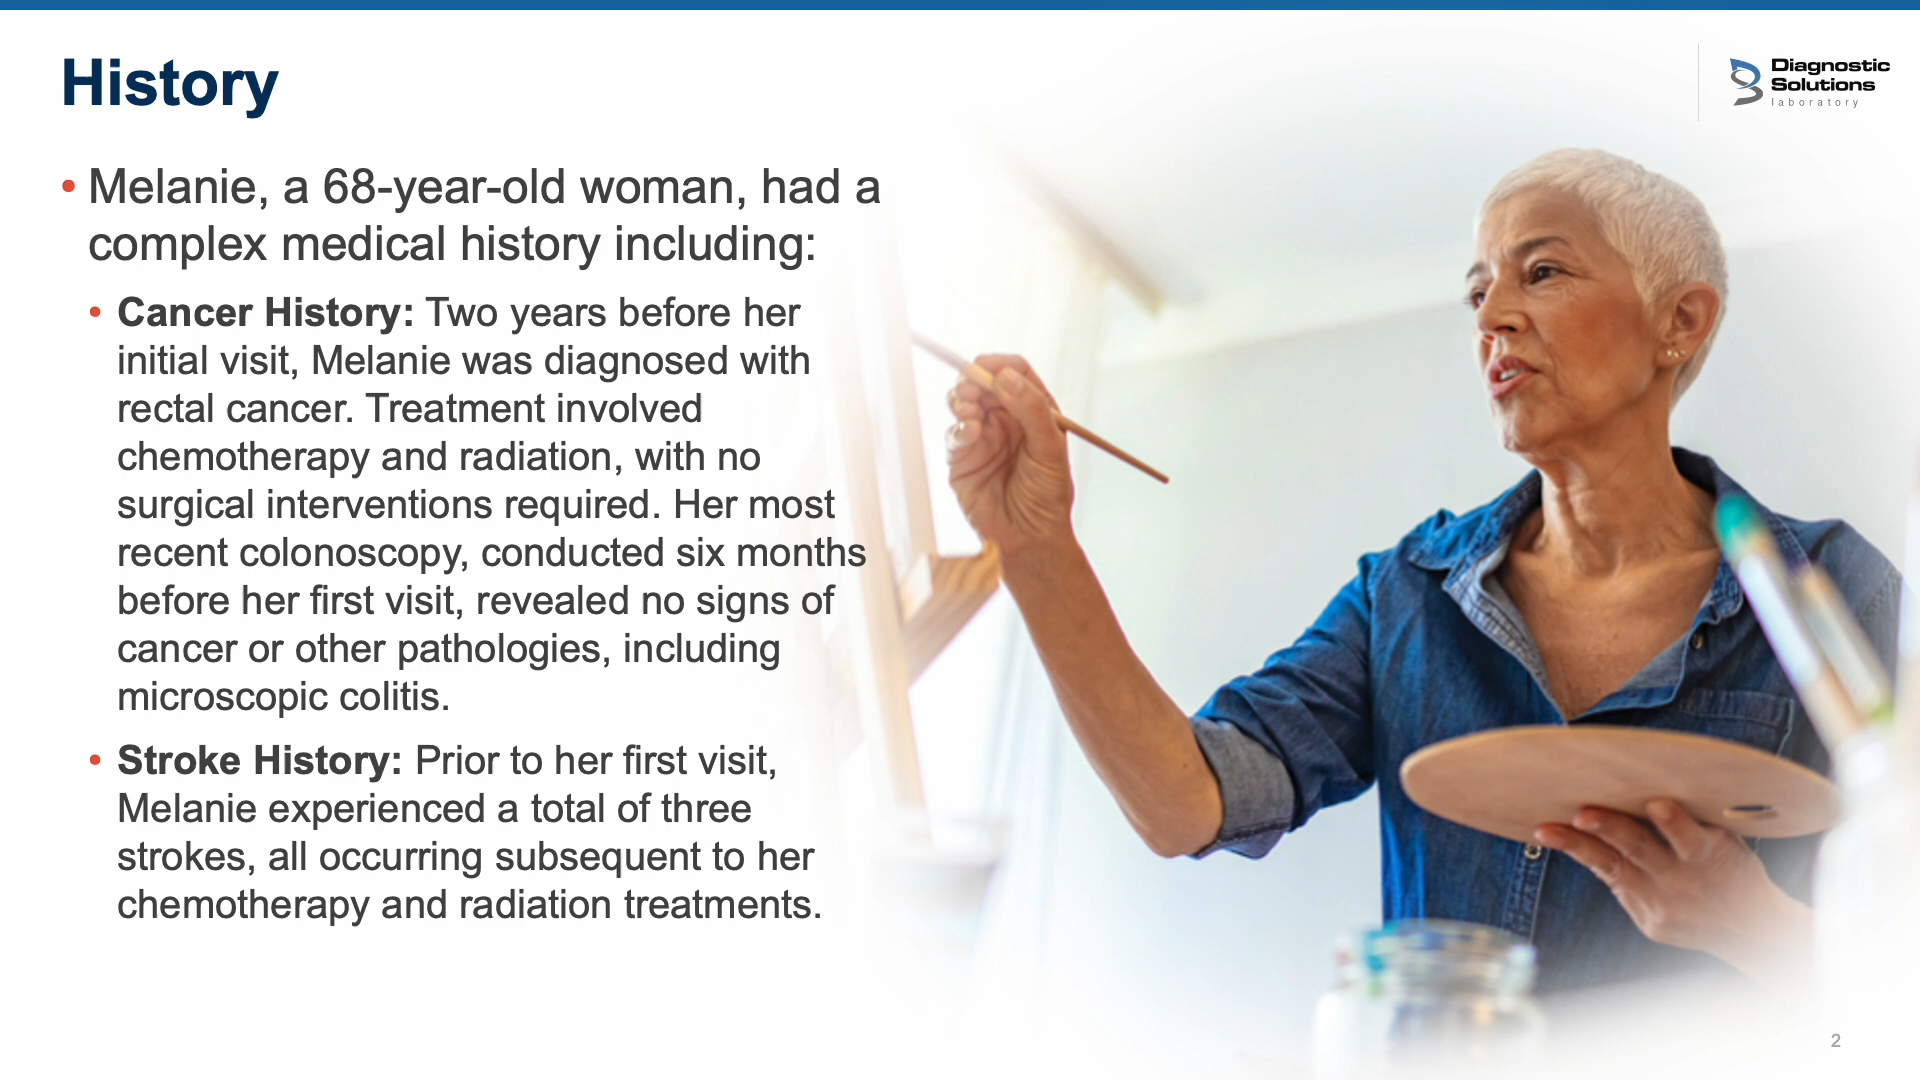 History
Diagnostic
Solutions
laboratory
• Melanie, a 68-year-old woman, had a
complex medical history including:
• Cancer History: Two years before her
initial visit, Melanie was diagnosed with
rectal cancer. Treatment involved
chemotherapy and radiation, with no
surgical interventions required. Her most
recent colonoscopy, conducted six months
before her first visit, revealed no signs of
cancer or other pathologies, including
microscopic colitis.
• Stroke History: Prior to her first visit,
Melanie experienced a total of three
strokes, all occurring subsequent to her
chemotherapy and radiation treatments.
2